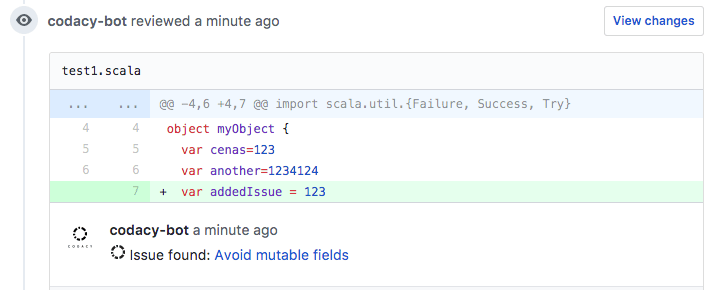 codacy-bot reviewed a minute ago
View changes
test1.scala
... ... @@ -4,6 +4,7 @@ import scala.util.{Failure, Success, Try}
4 4 object myObject {
5 5 var cenas=123
6 6 var another=1234124
7 + var addedIssue = 123
codacy-bot a minute ago
CODACY
Issue found: Avoid mutable fields